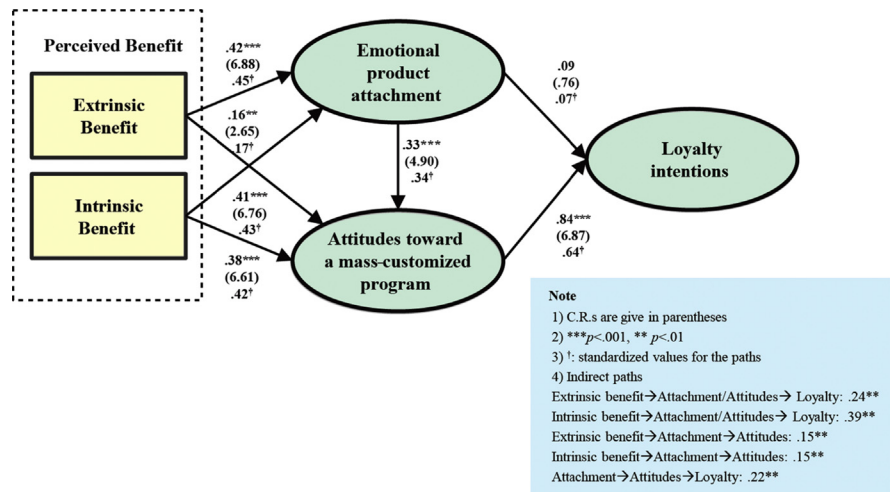 Perceived Benefit
Extrinsic
Benefit
Intrinsic
Benefit
.42***
(6.88)
.45†
.16**
(2.65)
.17†
.41***
(6.76)
.43†
.38***
(6.61)
.42†
Emotional
product
attachment
.33***
(4.90)
.34†
Attitudes toward
a mass-customized
program
.09
(.76)
.07†
.84***
(6.87)
.64†
Loyalty
intentions
Note
1) C.R.s are give in parentheses
2) ***p<.001, ** p<.01
3) †: standardized values for the paths
4) Indirect paths
Extrinsic benefit→Attachment/Attitudes→ Loyalty: .24**
Intrinsic benefit→Attachment/Attitudes→ Loyalty: .39**
Extrinsic benefit→Attachment→Attitudes: .15**
Intrinsic benefit→Attachment→Attitudes: .15**
Attachment→Attitudes→Loyalty: .22**